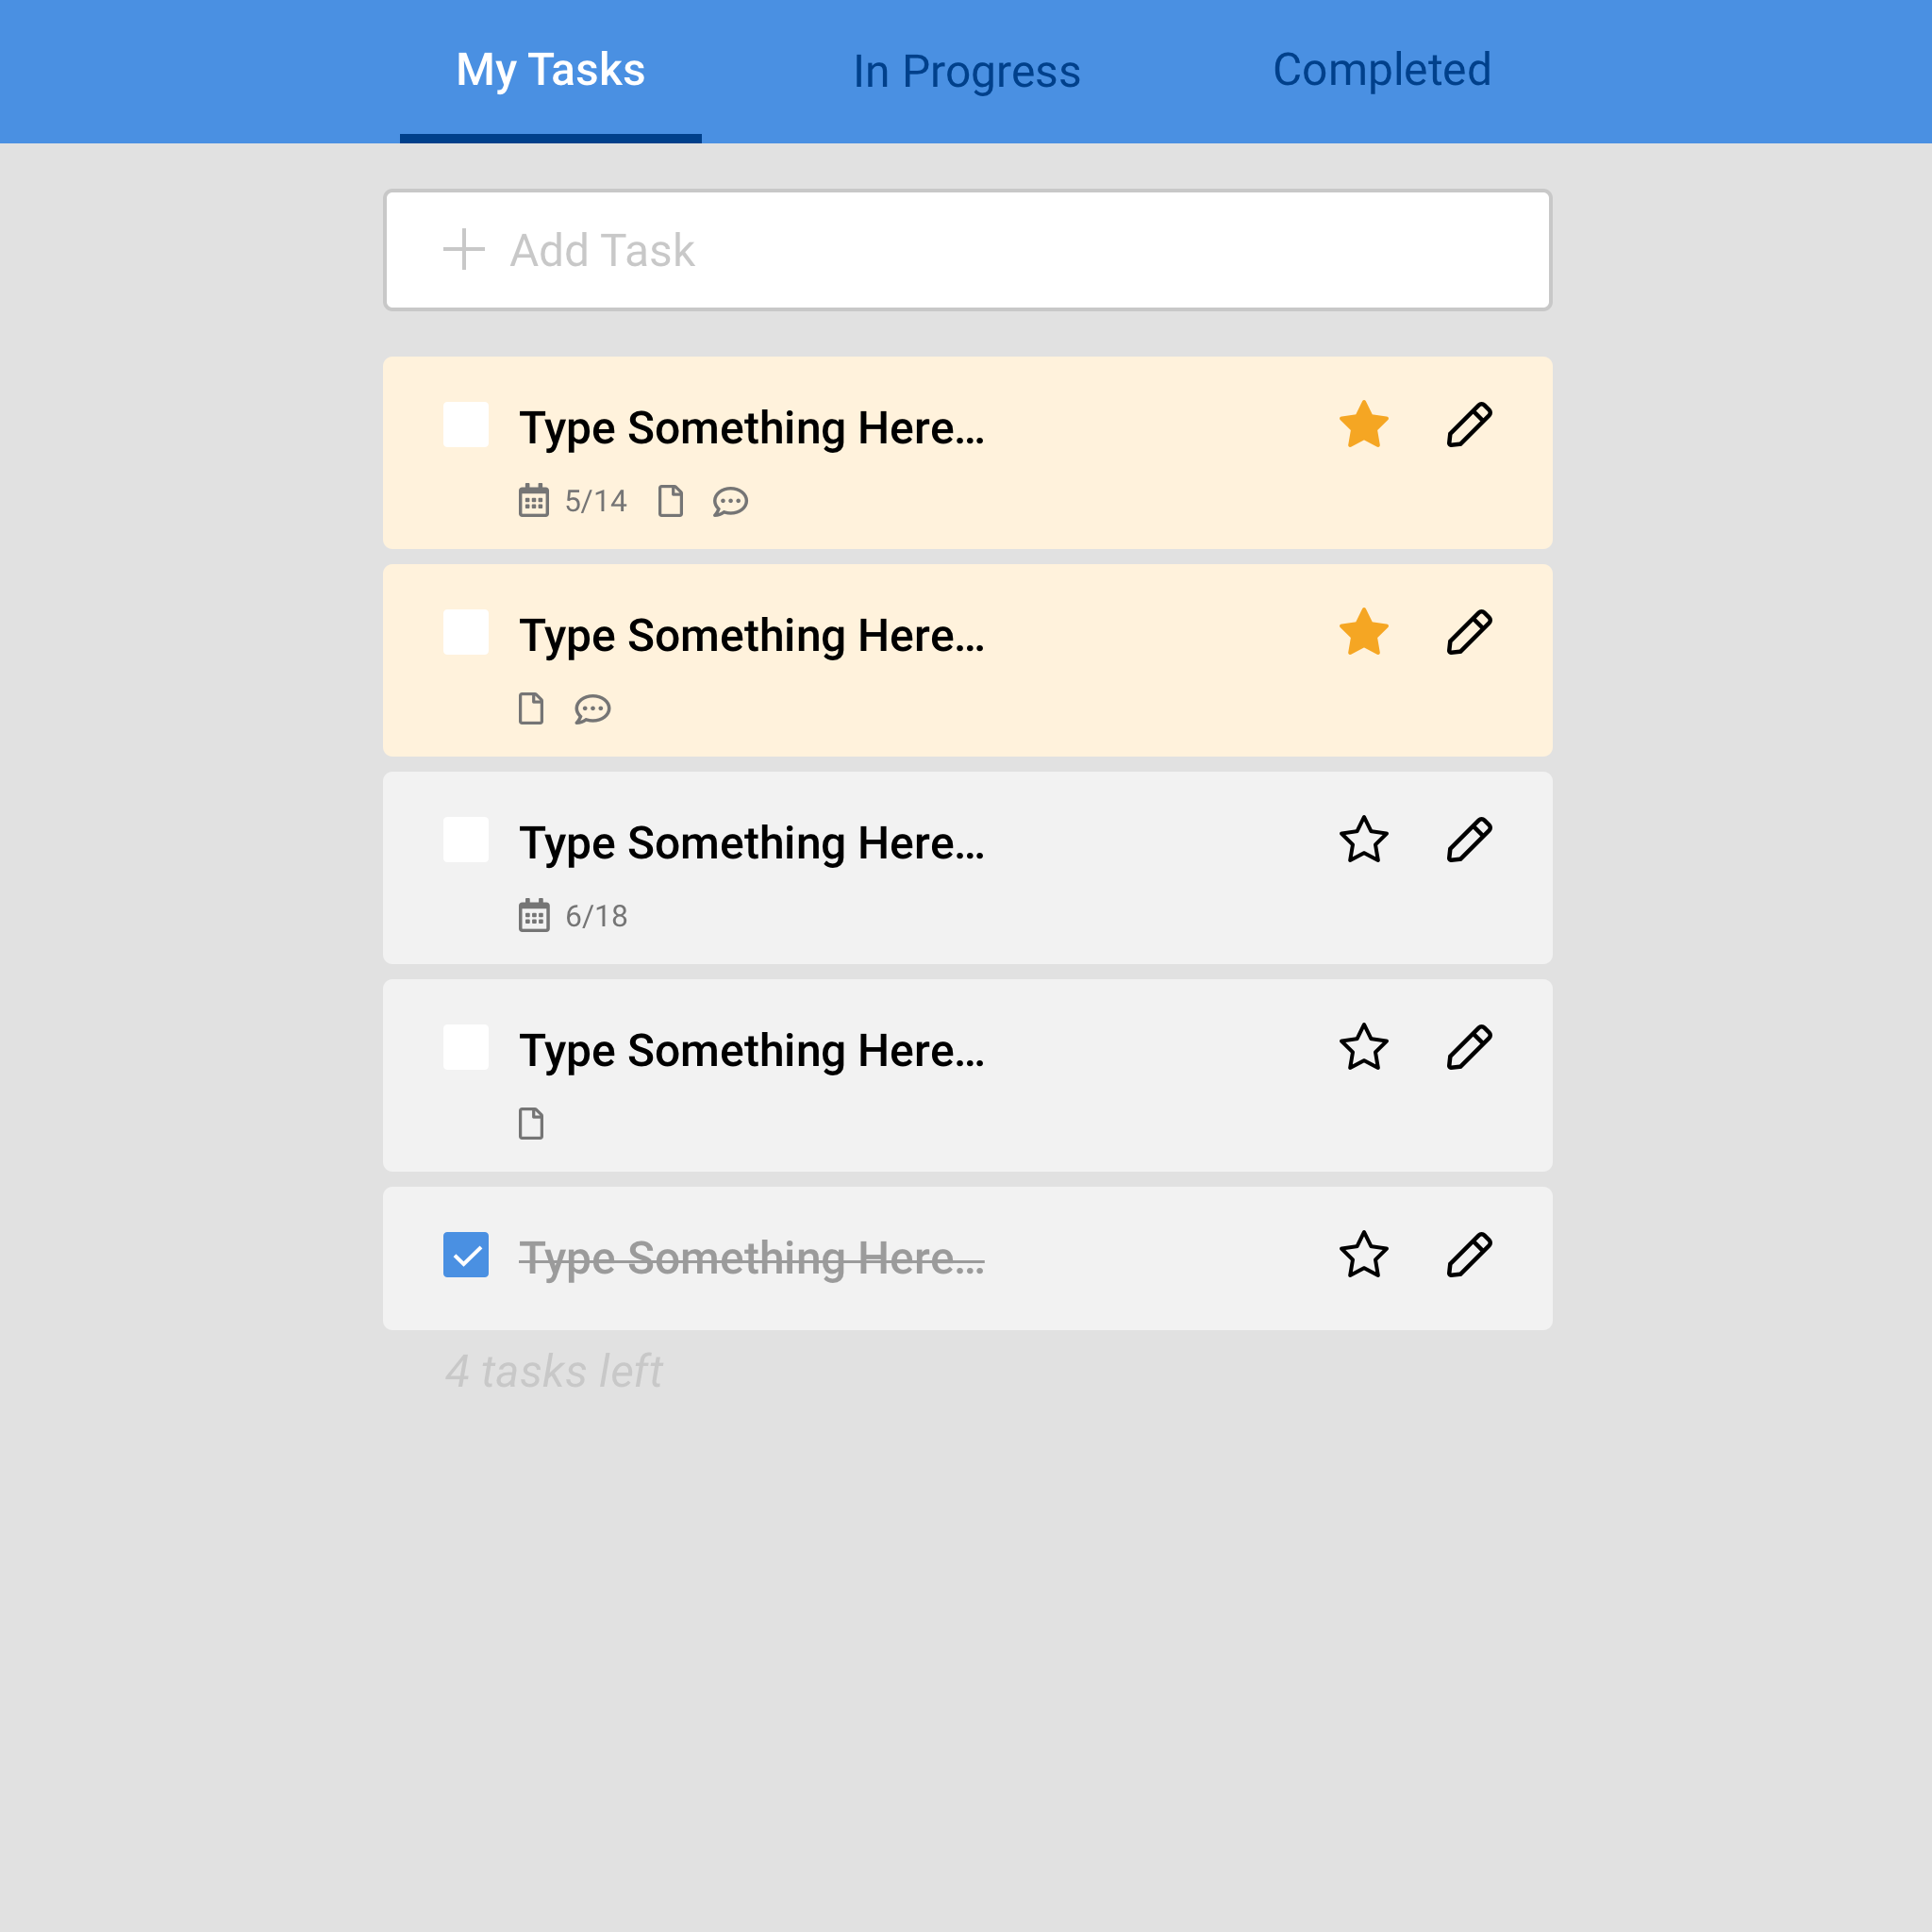 My Tasks In Progress Completed
Add Task
Type Something Here…
5/14
Type Something Here…
Type Something Here…
6/18
Type Something Here…
Type Something Here…
4 tasks left